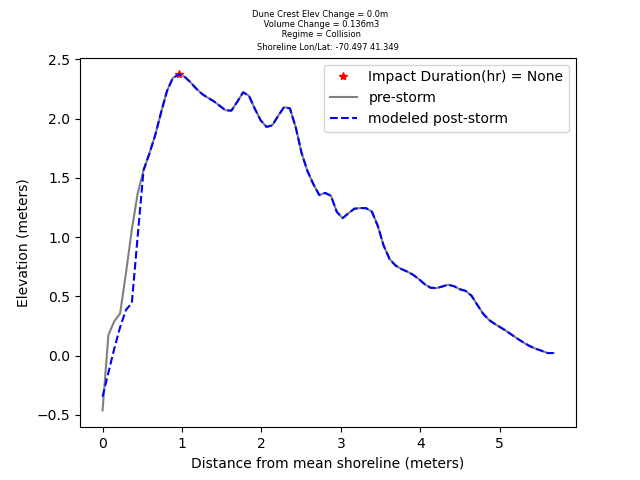 Dune Crest Elev Change = 0.0m
Volume Change = 0.136m3
Regime = Collision
Shoreline Lon/Lat: -70.497 41.349
Impact Duration(hr) = None
pre-storm
modeled post-storm
Elevation (meters)
2.5
2.0
1.5
1.0
0.5
0.0
−0.5
0 1 2 3 4 5
Distance from mean shoreline (meters)